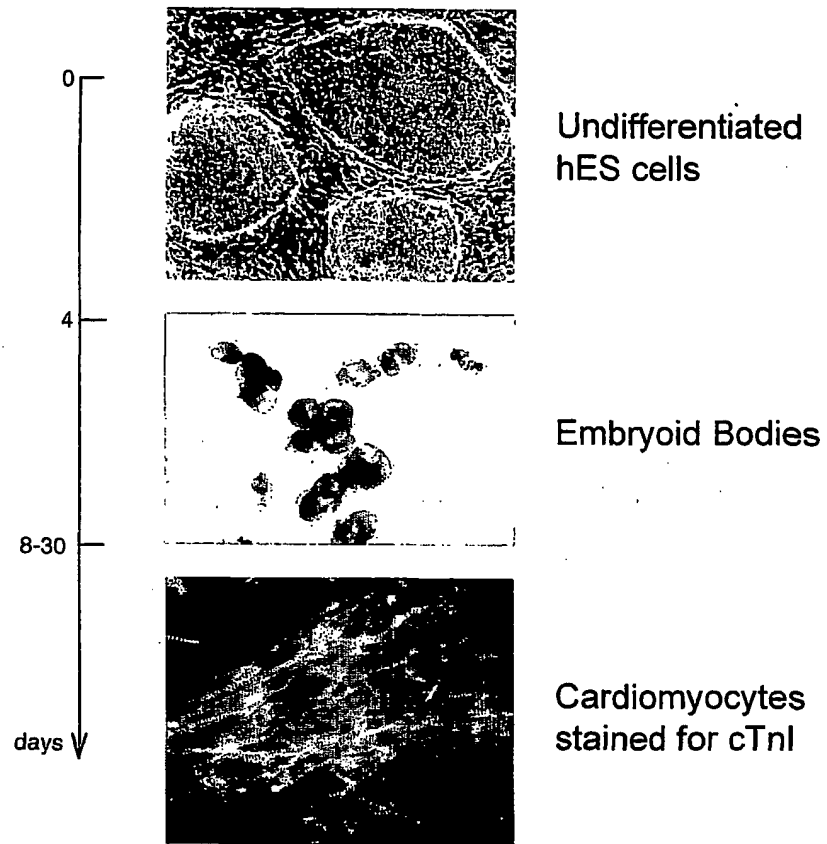 0
Undifferentiated
hES cells
4
Embryoid Bodies
8-30
Cardiomyocytes
stained for cTnI
days